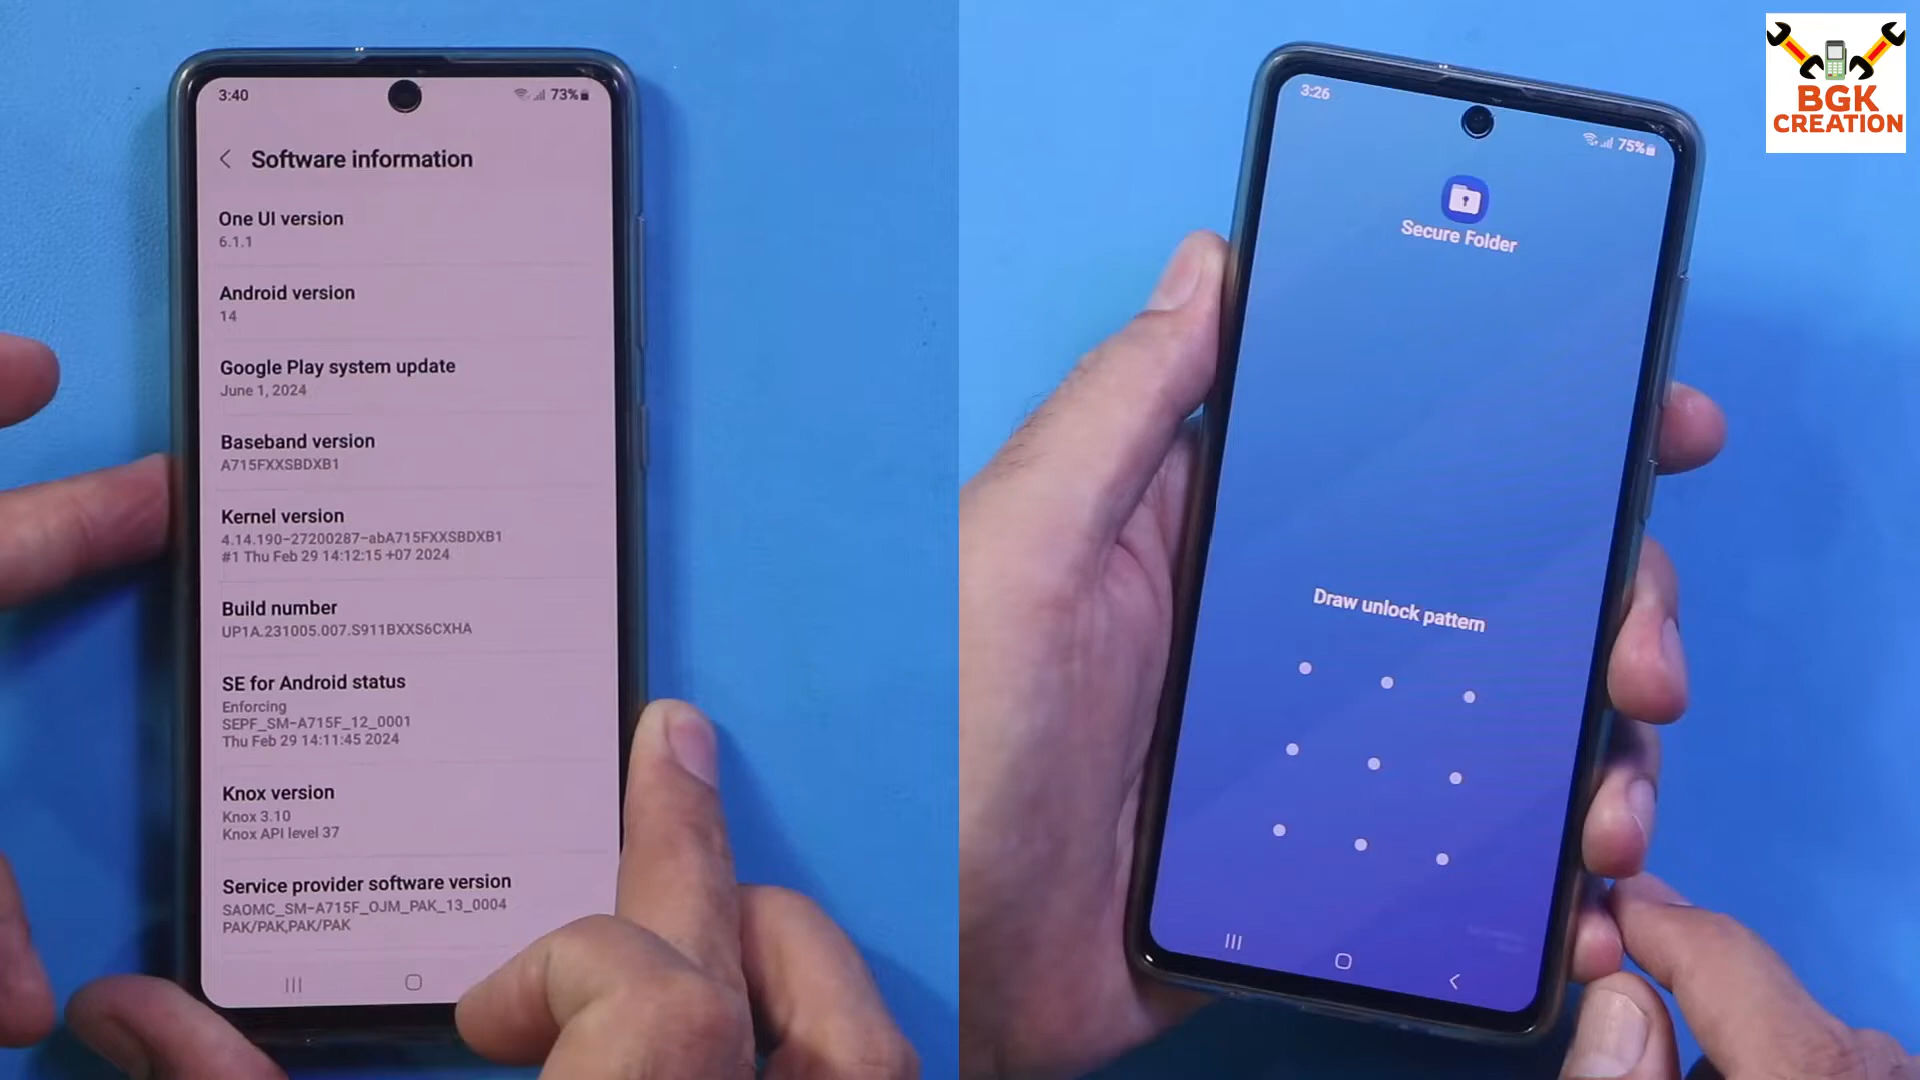 3:40
73%
Software information
One UI version
6.1.1
Android version
14
Google Play system update
June 1, 2024
Baseband version
A715FXXSBDXB1
Kernel version
4.14.190-27200287-abA715FXXSBDXB1
#1 Thu Feb 29 14:12:15 +07 2024
Build number
UP1A.231005.007.S911BXXS6CXHA
SE for Android status
Enforcing
SEPF_SM-A715F_12_0001
Thu Feb 29 14:11:45 2024
Knox version
Knox 3.10
Knox API level 37
Service provider software version
SAOMC_SM-A715F_OJM_PAK_13_0004
PAK/PAK,PAK/PAK
3:26
75%
Secure Folder
Draw unlock pattern
BGK
CREATION